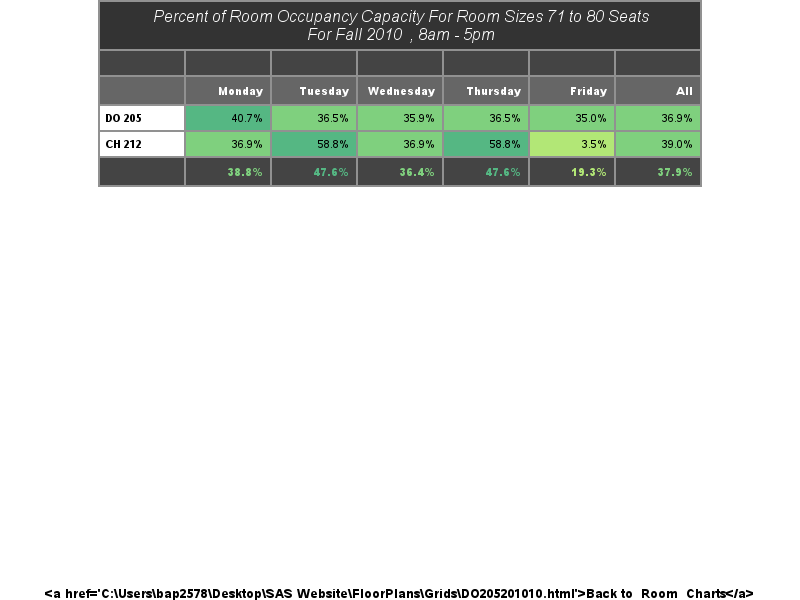 Percent of Room Occupancy Capacity For Room Sizes 71 to 80 Seats
For Fall 2010 , 8am - 5pm
Monday Tuesday Wednesday Thursday Friday All
DO 205 40.7% 36.5% 35.9% 36.5% 35.0% 36.9%
CH 212 36.9% 58.8% 36.9% 58.8% 3.5% 39.0%
38.8% 47.6% 36.4% 47.6% 19.3% 37.9%
<a href='C:\Users\bap2578\Desktop\SAS Website\FloorPlans\Grids\DO205201010.html'>Back to Room Charts</a>